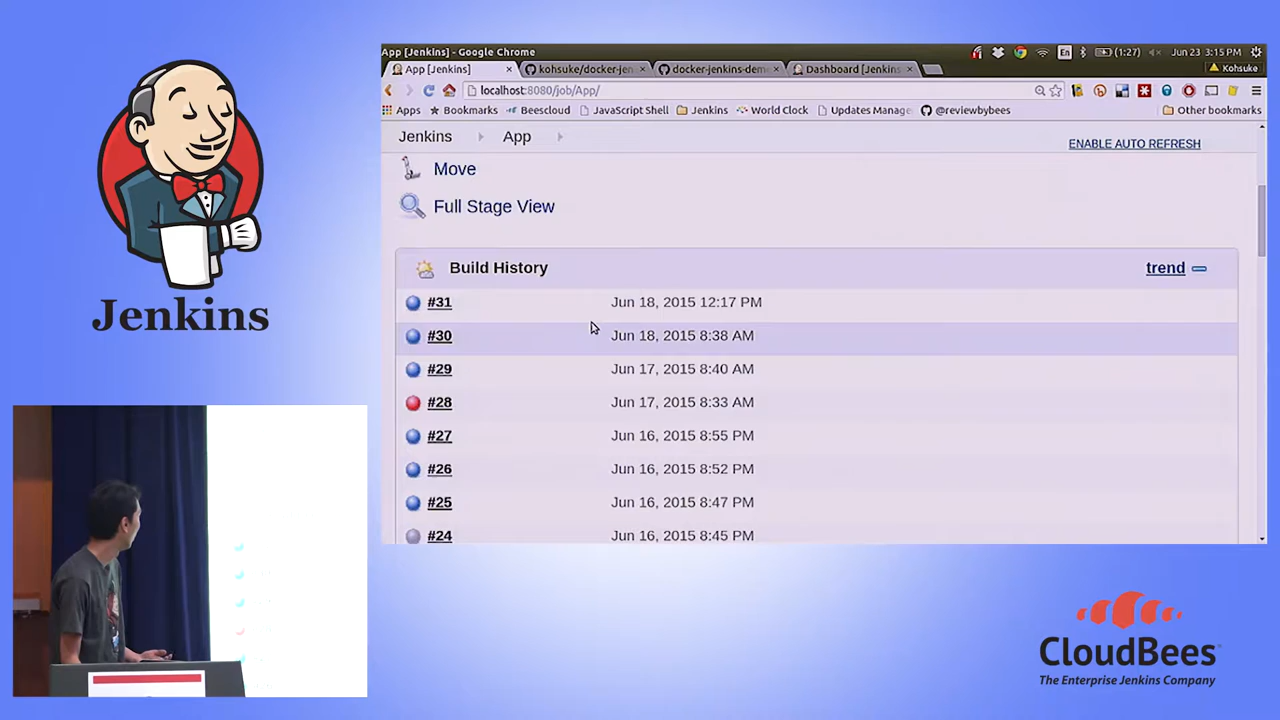 App [Jenkins] - Google Chrome
En
(1:27)
Jun 23 3:15 PM
App [Jenkins]
kohsuke/docker-jen
docker-jenkins-dem
Dashboard [Jenkins]
Kohsuke
localhost:8080/job/App/
Apps
Bookmarks
Beescloud
JavaScript Shell
Jenkins
World Clock
Updates Manage
@reviewbybees
Other bookmarks
Jenkins
App
ENABLE AUTO REFRESH
Move
Full Stage View
Build History
trend
#31 Jun 18, 2015 12:17 PM
#30 Jun 18, 2015 8:38 AM
#29 Jun 17, 2015 8:40 AM
#28 Jun 17, 2015 8:33 AM
#27 Jun 16, 2015 8:55 PM
#26 Jun 16, 2015 8:52 PM
#25 Jun 16, 2015 8:47 PM
#24 Jun 16, 2015 8:45 PM
Jenkins
CloudBees
The Enterprise Jenkins Company